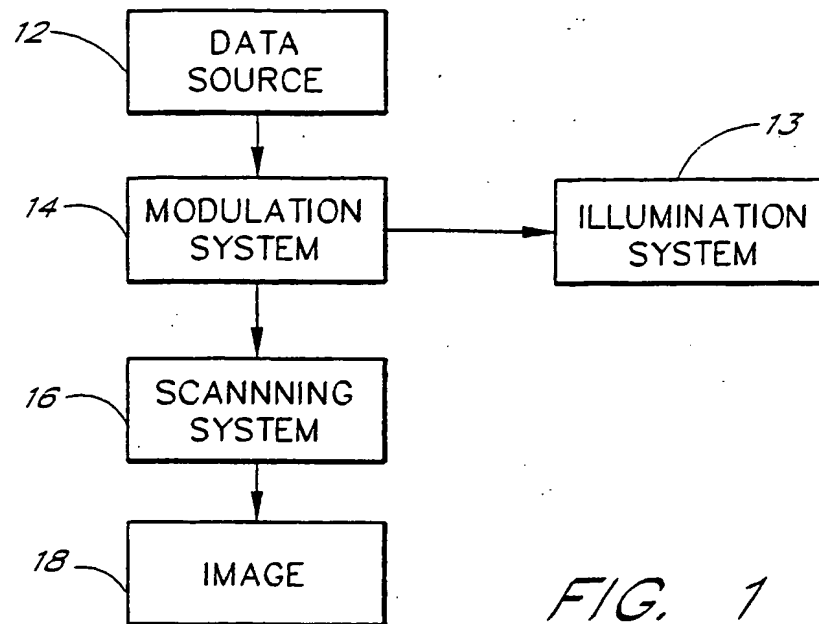 12
DATA
SOURCE
13
14
MODULATION
SYSTEM
ILLUMINATION
SYSTEM
16
SCANNNING
SYSTEM
18
IMAGE
FIG. 1